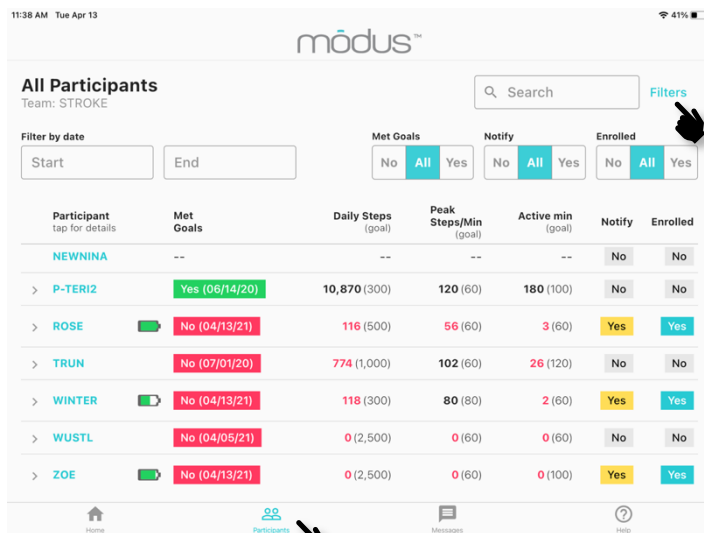 11:38 AM Tue Apr 13 41%
mōdus™
All Participants
Team: STROKE
Search
Filters
Filter by date Met Goals Notify Enrolled
Start End No All Yes No All Yes No All Yes
Participant Met Daily Steps Peak Active min Notify Enrolled
tap for details Goals (goal) Steps/Min (goal)
(goal)
NEWNINA -- -- -- -- No No
> P-TERI2 Yes (06/14/20) 10,870 (300) 120 (60) 180 (100) No No
> ROSE No (04/13/21) 116 (500) 56 (60) 3 (60) Yes Yes
> TRUN No (07/01/20) 774 (1,000) 102 (60) 26 (120) No No
> WINTER No (04/13/21) 118 (300) 80 (80) 2 (60) Yes Yes
> WUSTL No (04/05/21) 0 (2,500) 0 (60) 0 (60) No No
> ZOE No (04/13/21) 0 (2,500) 0 (60) 0 (100) Yes Yes
Home Participants Messages Help